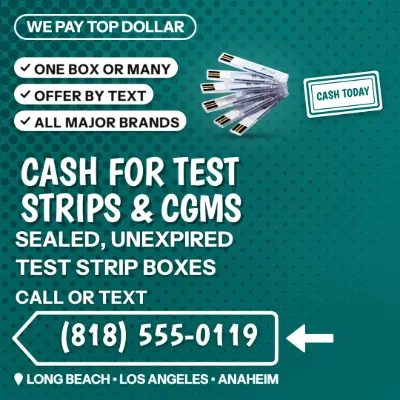 WE PAY TOP DOLLAR
✓ ONE BOX OR MANY
✓ OFFER BY TEXT
✓ ALL MAJOR BRANDS
CASH TODAY
CASH FOR TEST
STRIPS & CGMS
SEALED, UNEXPIRED
TEST STRIP BOXES
CALL OR TEXT
(818) 555-0119
LONG BEACH • LOS ANGELES • ANAHEIM